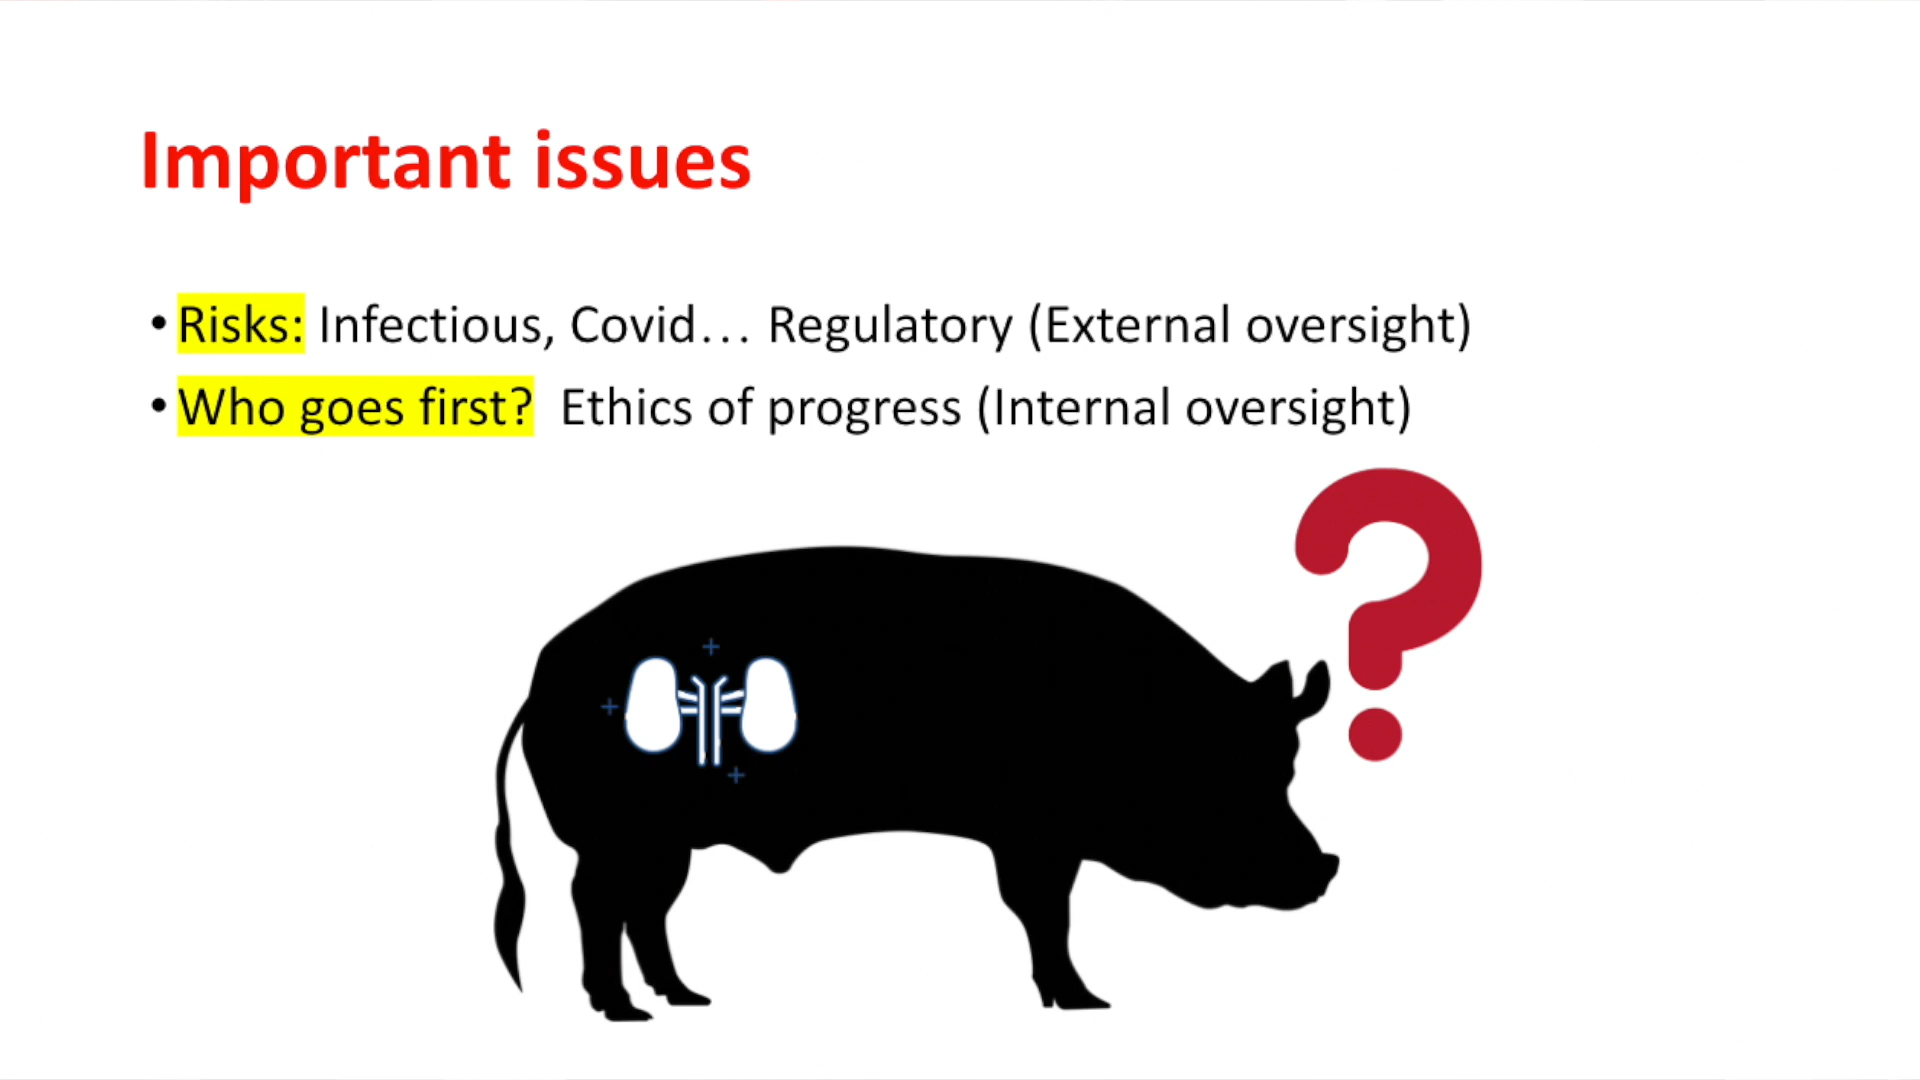 Important issues
• Risks: Infectious, Covid… Regulatory (External oversight)
• Who goes first?  Ethics of progress (Internal oversight)
?